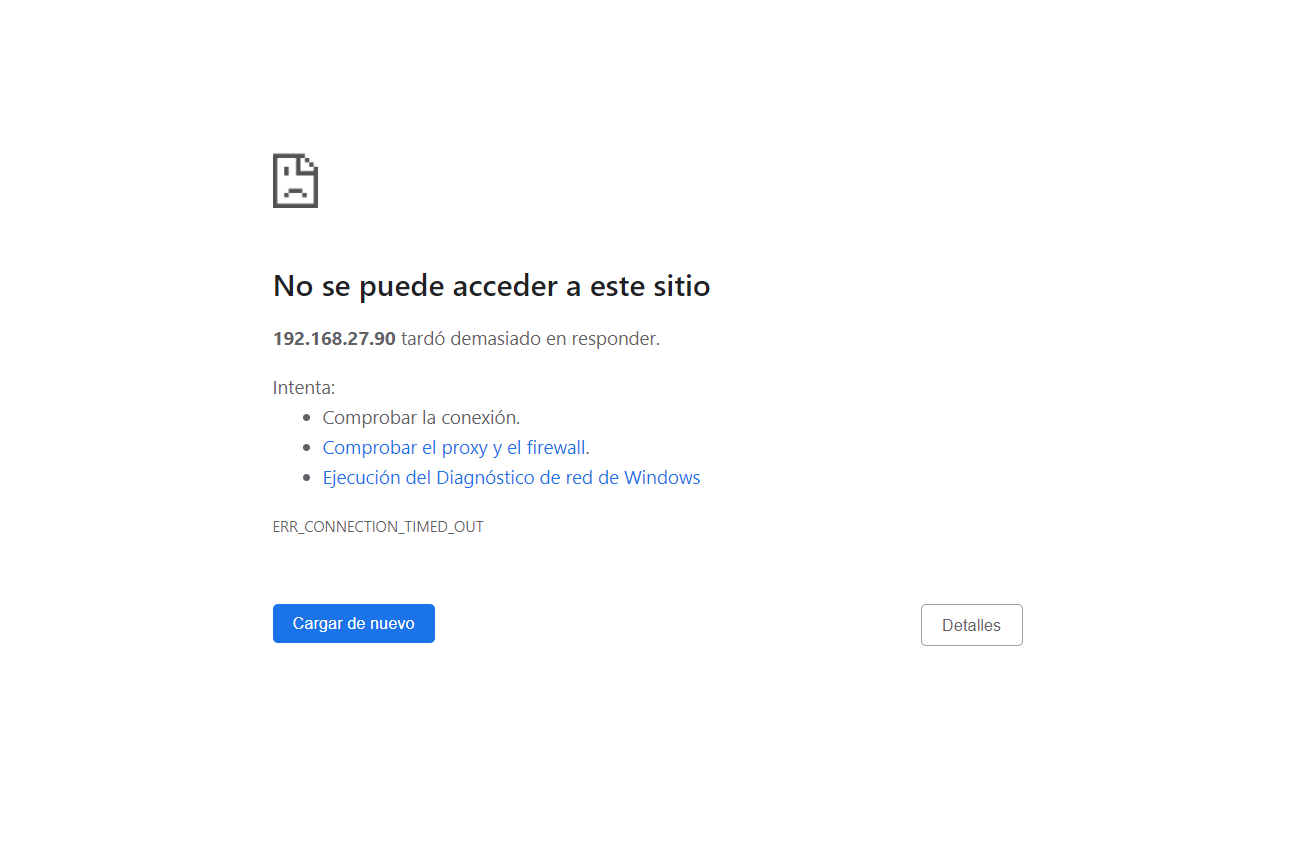 No se puede acceder a este sitio
192.168.27.90 tardó demasiado en responder.
Intenta:
Comprobar la conexión.
Comprobar el proxy y el firewall.
Ejecución del Diagnóstico de red de Windows
ERR_CONNECTION_TIMED_OUT
Cargar de nuevo
Detalles